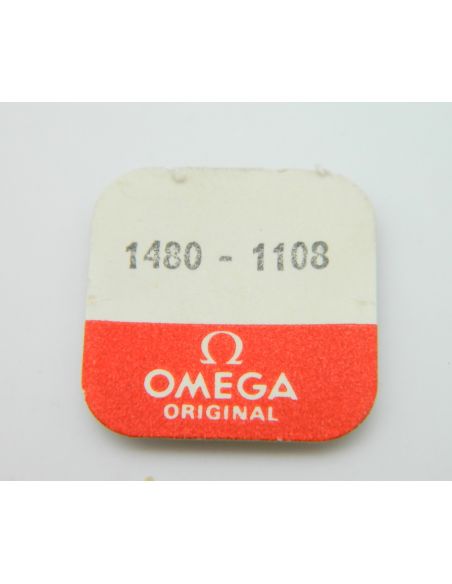 1480 - 1108
Ω
OMEGA
ORIGINAL